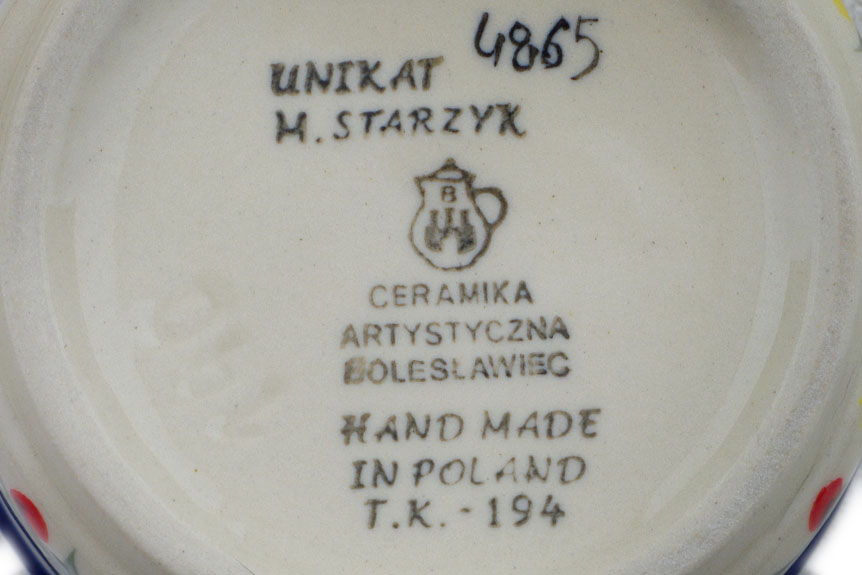 4865
UNIKAT
M. STARZYK
B
CERAMIKA
ARTYSTYCZNA
BOLESŁAWIEC
HAND MADE
IN POLAND
T.K. - 194